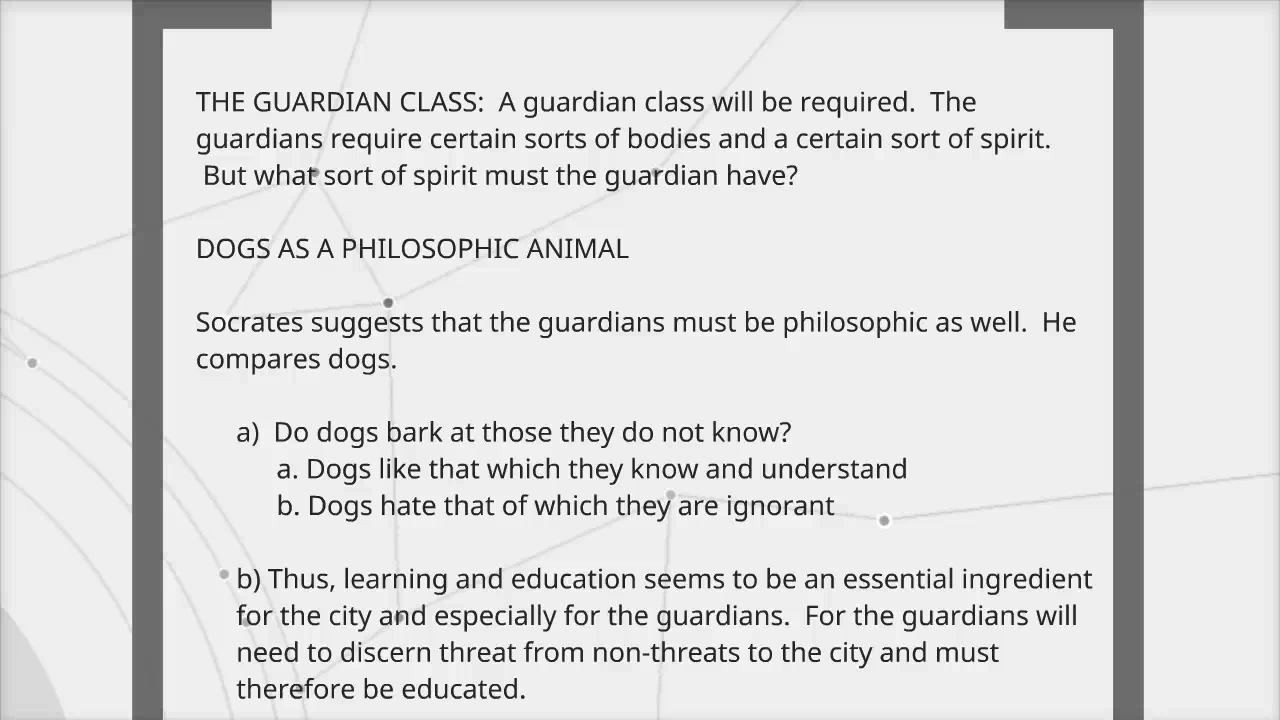 THE GUARDIAN CLASS:  A guardian class will be required.  The
guardians require certain sorts of bodies and a certain sort of spirit.
But what sort of spirit must the guardian have?
DOGS AS A PHILOSOPHIC ANIMAL
Socrates suggests that the guardians must be philosophic as well.  He
compares dogs.
a)  Do dogs bark at those they do not know?
a. Dogs like that which they know and understand
b. Dogs hate that of which they are ignorant
b) Thus, learning and education seems to be an essential ingredient
for the city and especially for the guardians.  For the guardians will
need to discern threat from non-threats to the city and must
therefore be educated.